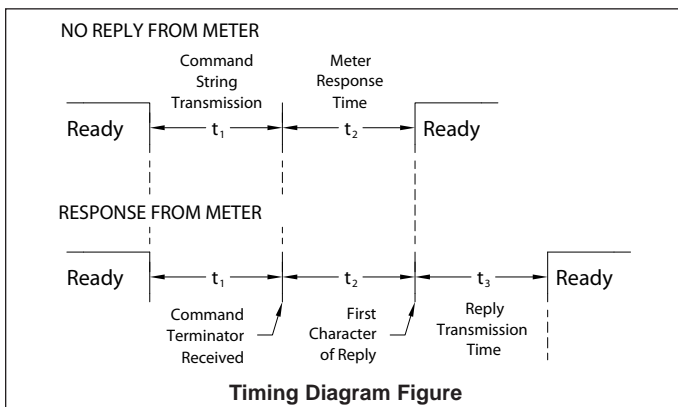 NO REPLY FROM METER
Command
String
Transmission
Meter
Response
Time
Ready
t₁
t₂
Ready
RESPONSE FROM METER
Ready
t₁
t₂
t₃
Ready
Command
Terminator
Received
First
Character
of Reply
Reply
Transmission
Time
Timing Diagram Figure